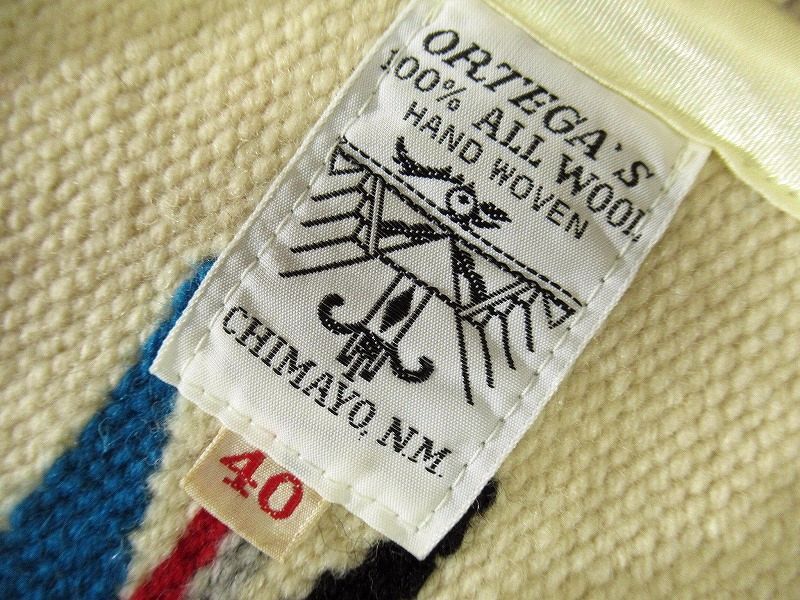 ORTEGA'S
100% ALL WOOL
HAND WOVEN
CHIMAYO, N.M.
40